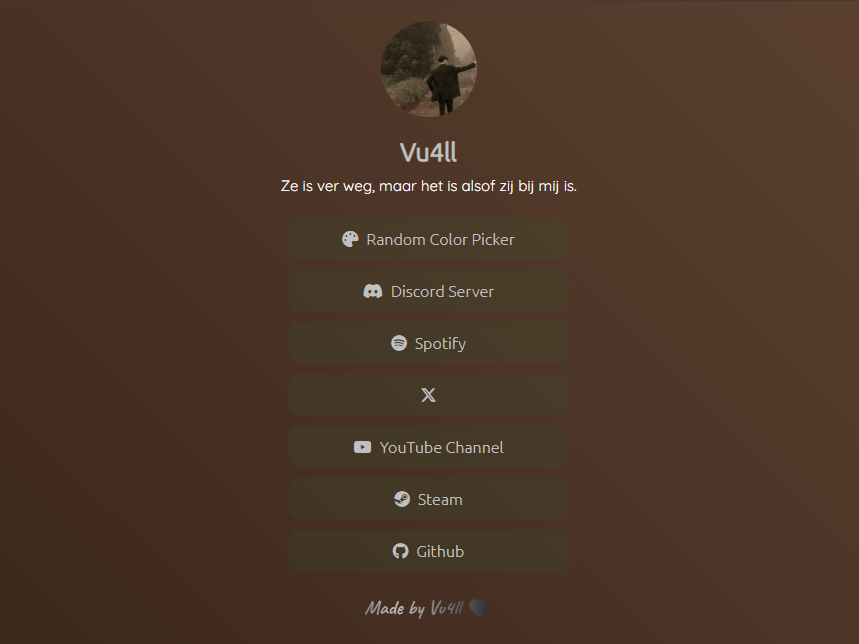 Vu4ll
Ze is ver weg, maar het is alsof zij bij mij is.
Random Color Picker
Discord Server
Spotify
X
YouTube Channel
Steam
Github
Made by Vu4ll 🖤